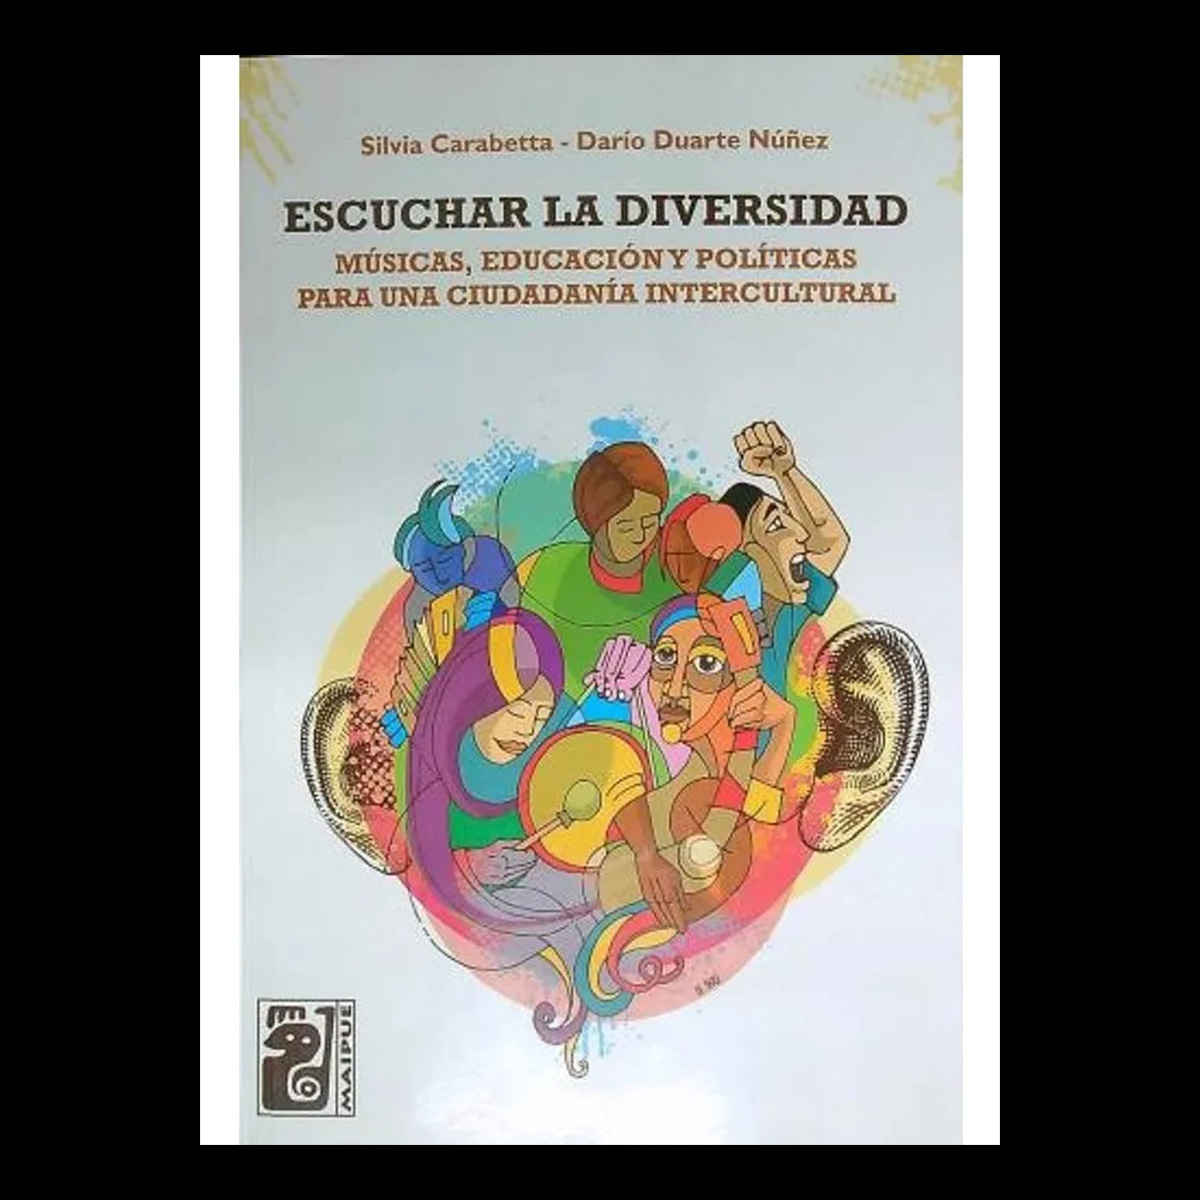 Silvia Carabetta - Darío Duarte Núñez
ESCUCHAR LA DIVERSIDAD
MÚSICAS, EDUCACIÓN Y POLÍTICAS
PARA UNA CIUDADANÍA INTERCULTURAL
MAIPUE